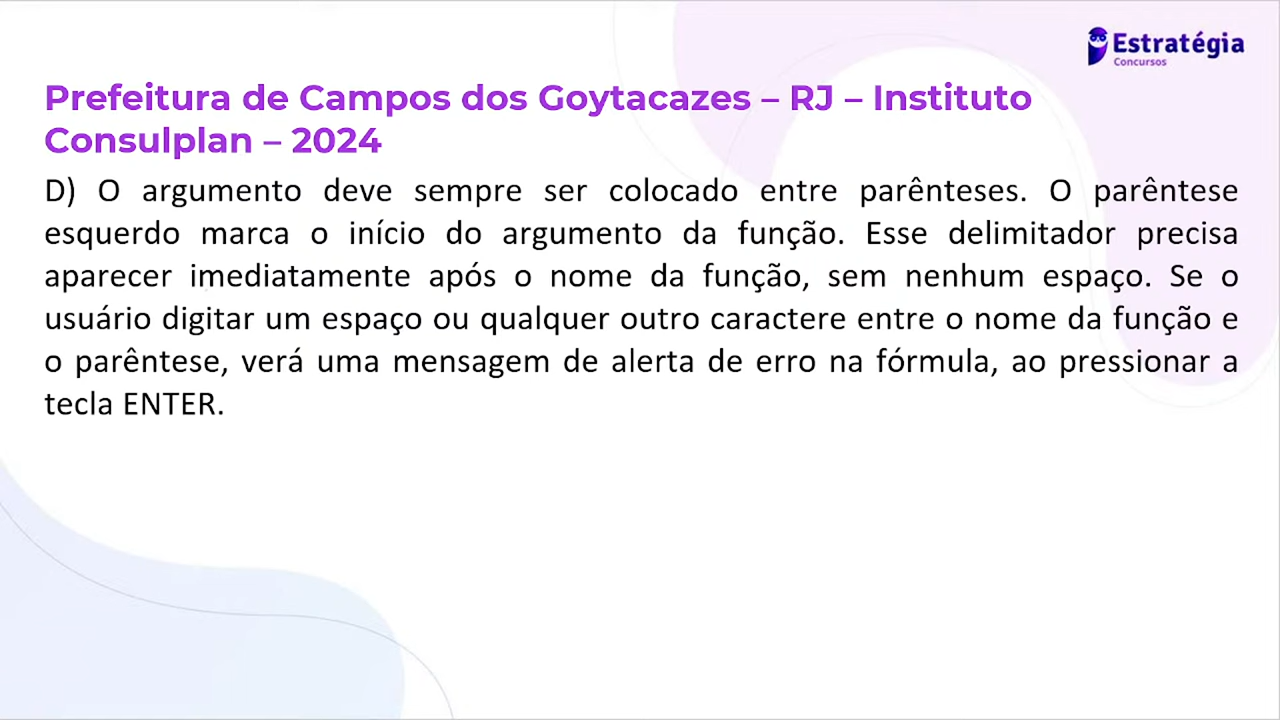 Estratégia
Concursos
Prefeitura de Campos dos Goytacazes – RJ – Instituto
Consulplan – 2024
D) O argumento deve sempre ser colocado entre parênteses. O parêntese
esquerdo marca o início do argumento da função. Esse delimitador precisa
aparecer imediatamente após o nome da função, sem nenhum espaço. Se o
usuário digitar um espaço ou qualquer outro caractere entre o nome da função e
o parêntese, verá uma mensagem de alerta de erro na fórmula, ao pressionar a
tecla ENTER.